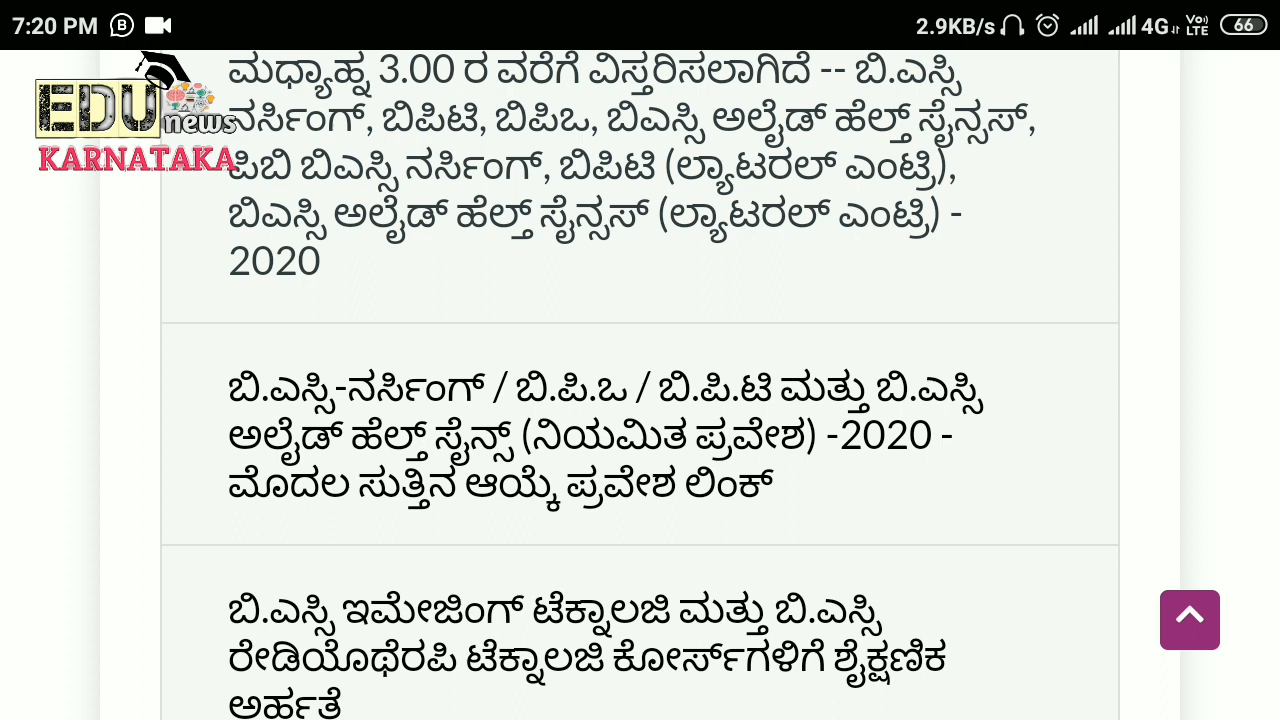 7:20 PM
2.9KB/s
4G
Vo)
LTE
66
EDU
news
KARNATAKA
ಮಧ್ಯಾಹ್ನ 3.00 ರ ವರೆಗೆ ವಿಸ್ತರಿಸಲಾಗಿದೆ -- ಬಿ.ಎಸ್ಸಿ
ನರ್ಸಿಂಗ್, ಬಿಪಿಟಿ, ಬಿಪಿಒ, ಬಿಎಸ್ಸಿ ಅಲೈಡ್ ಹೆಲ್ತ್ ಸೈನ್ಸಸ್,
ಪಿಬಿ ಬಿಎಸ್ಸಿ ನರ್ಸಿಂಗ್, ಬಿಪಿಟಿ (ಲ್ಯಾಟರಲ್ ಎಂಟ್ರಿ),
ಬಿಎಸ್ಸಿ ಅಲೈಡ್ ಹೆಲ್ತ್ ಸೈನ್ಸಸ್ (ಲ್ಯಾಟರಲ್ ಎಂಟ್ರಿ) -
2020
ಬಿ.ಎಸ್ಸಿ-ನರ್ಸಿಂಗ್ / ಬಿ.ಪಿ.ಒ / ಬಿ.ಪಿ.ಟಿ ಮತ್ತು ಬಿ.ಎಸ್ಸಿ
ಅಲೈಡ್ ಹೆಲ್ತ್ ಸೈನ್ಸ್ (ನಿಯಮಿತ ಪ್ರವೇಶ) -2020 -
ಮೊದಲ ಸುತ್ತಿನ ಆಯ್ಕೆ ಪ್ರವೇಶ ಲಿಂಕ್
ಬಿ.ಎಸ್ಸಿ ಇಮೇಜಿಂಗ್ ಟೆಕ್ನಾಲಜಿ ಮತ್ತು ಬಿ.ಎಸ್ಸಿ
ರೇಡಿಯೊಥೆರಪಿ ಟೆಕ್ನಾಲಜಿ ಕೋರ್ಸ್‌ಗಳಿಗೆ ಶೈಕ್ಷಣಿಕ
ಅರ್ಹತೆ